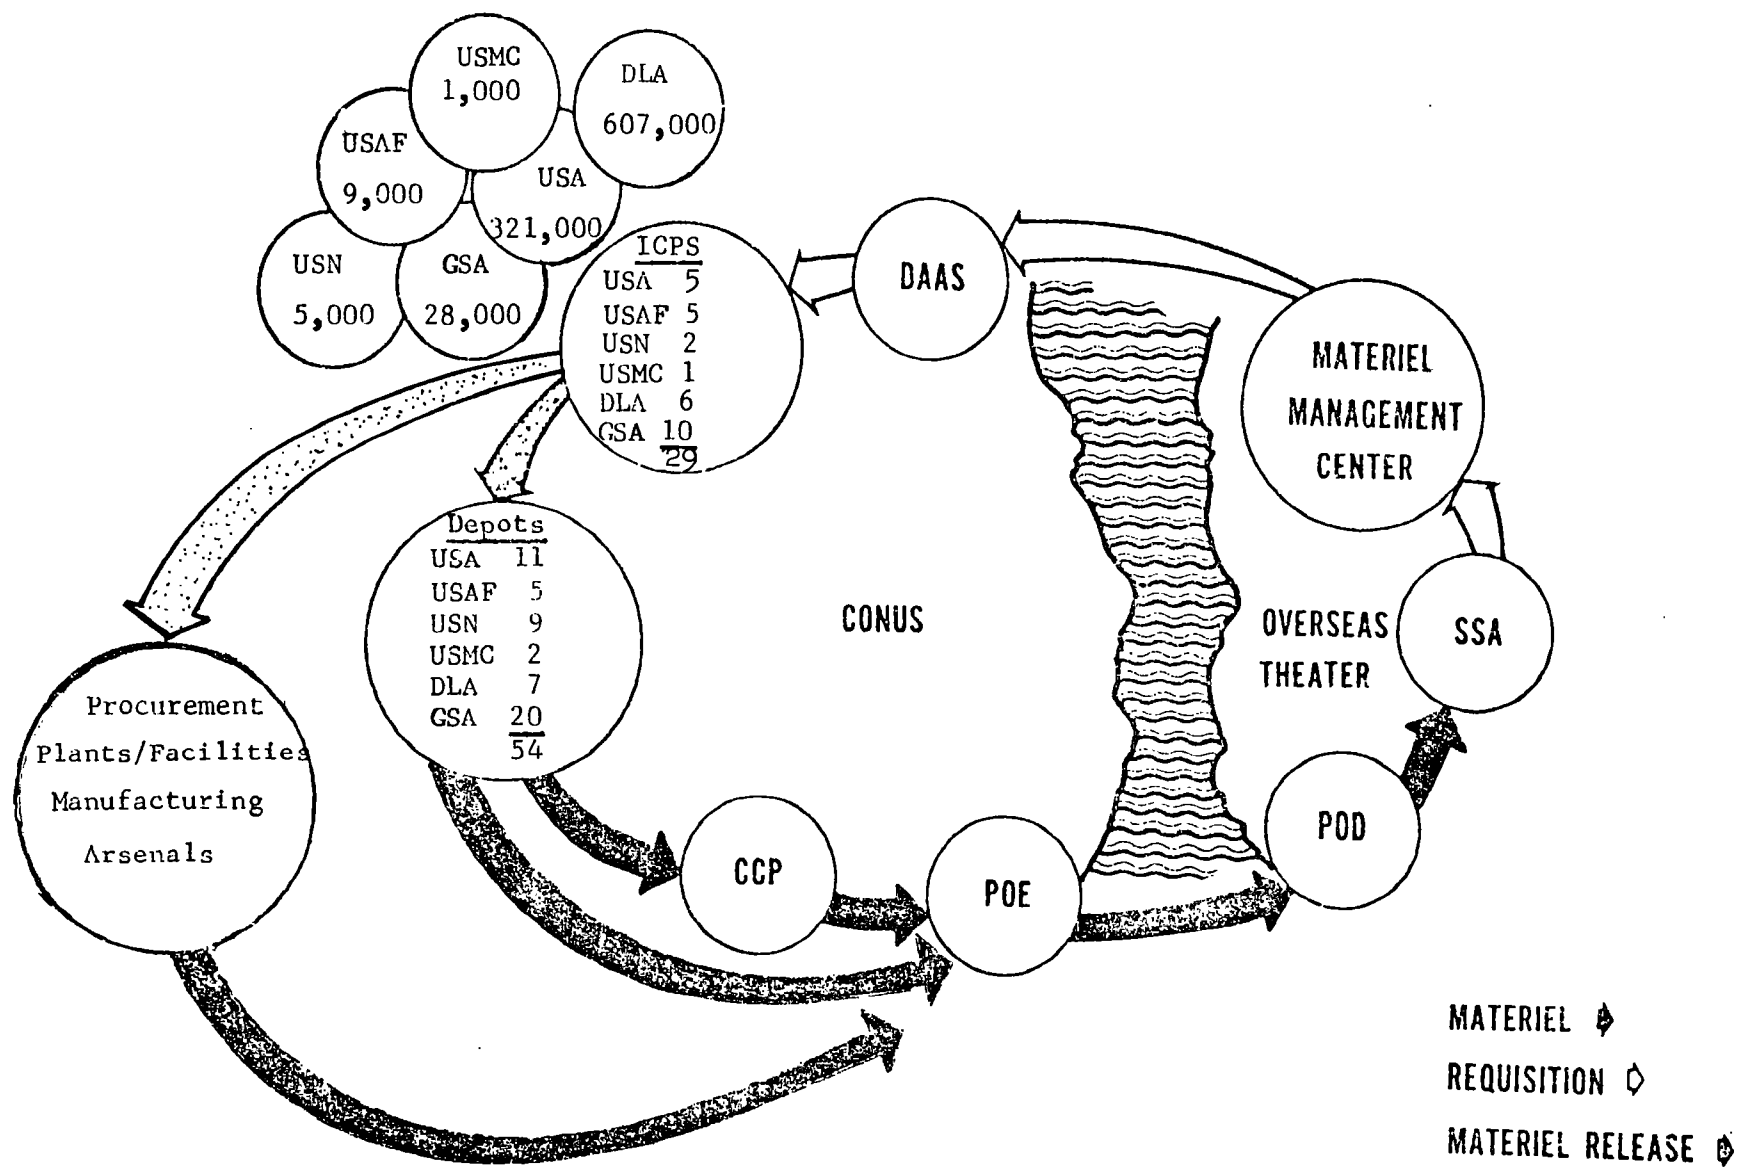 USMC
1,000
DLA
607,000
USAF
9,000
USA
321,000
USN
5,000
GSA
28,000
ICPS
USA 5
USAF 5
USN 2
USMC 1
DLA 6
GSA 10
29
DAAS
MATERIEL
MANAGEMENT
CENTER
Depots
USA 11
USAF 5
USN 9
USMC 2
DLA 7
GSA 20
54
CONUS
OVERSEAS
THEATER
SSA
Procurement
Plants/Facilities
Manufacturing
Arsenals
CCP
POE
POD
MATERIEL
REQUISITION
MATERIEL RELEASE